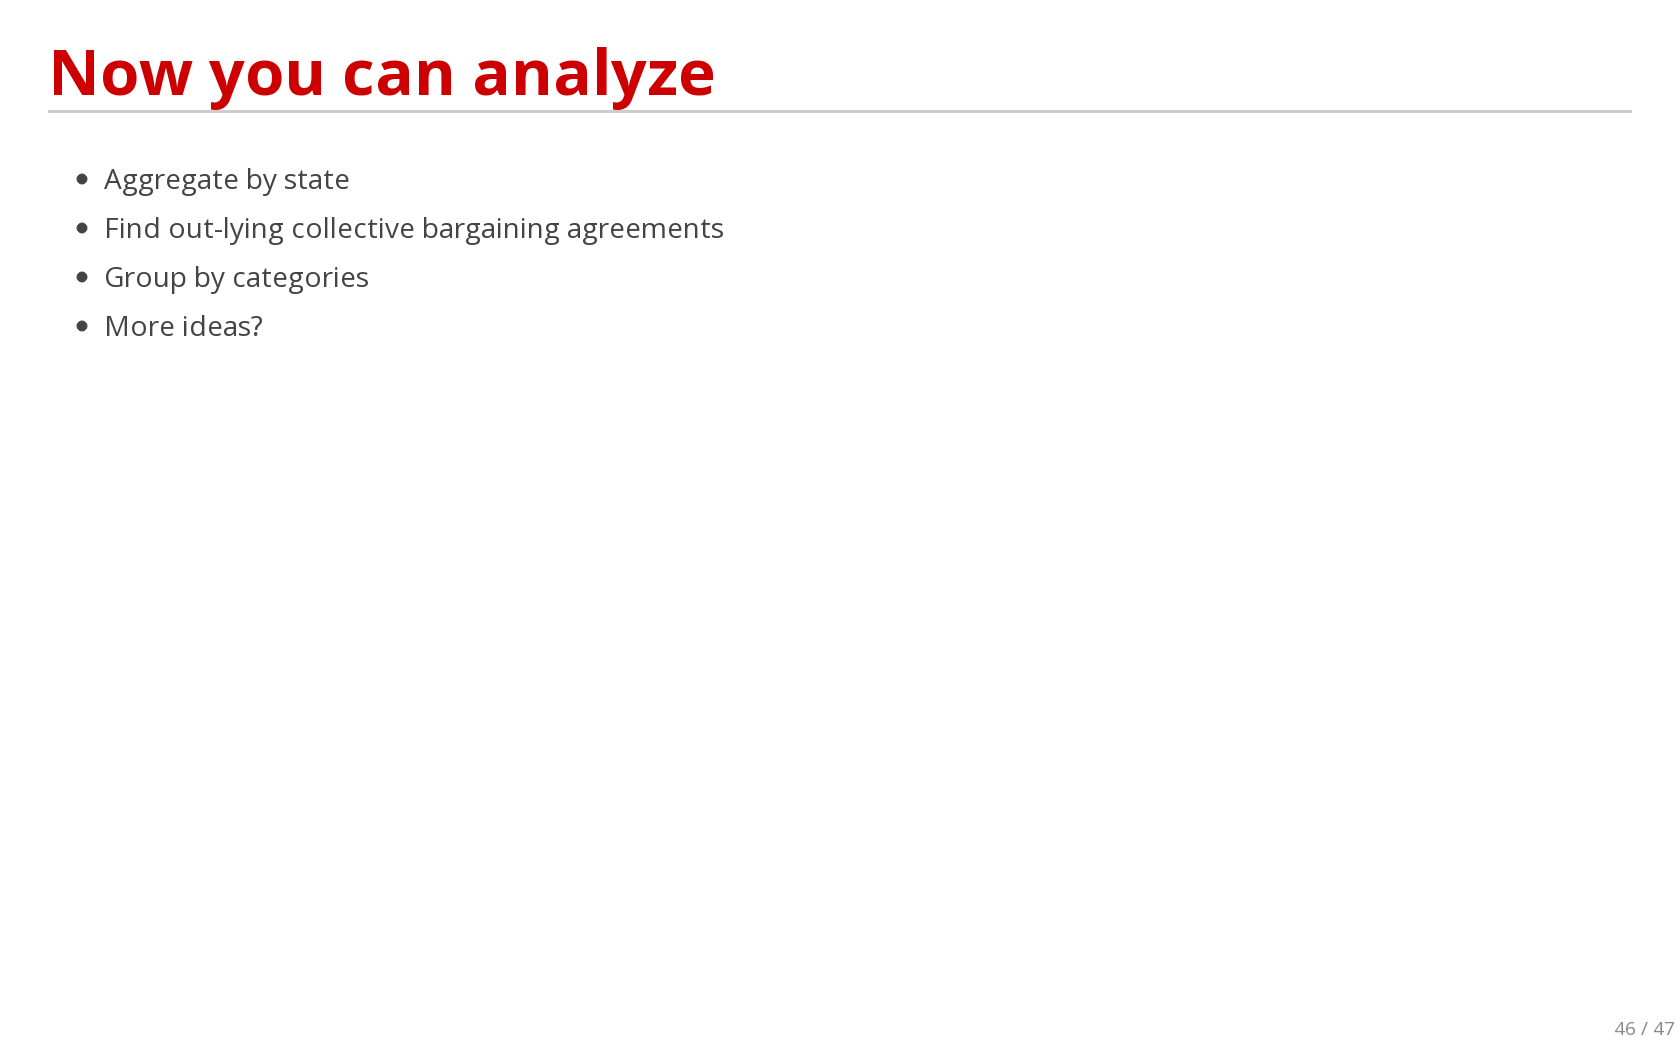 Now you can analyze
Aggregate by state
Find out-lying collective bargaining agreements
Group by categories
More ideas?
46 / 47